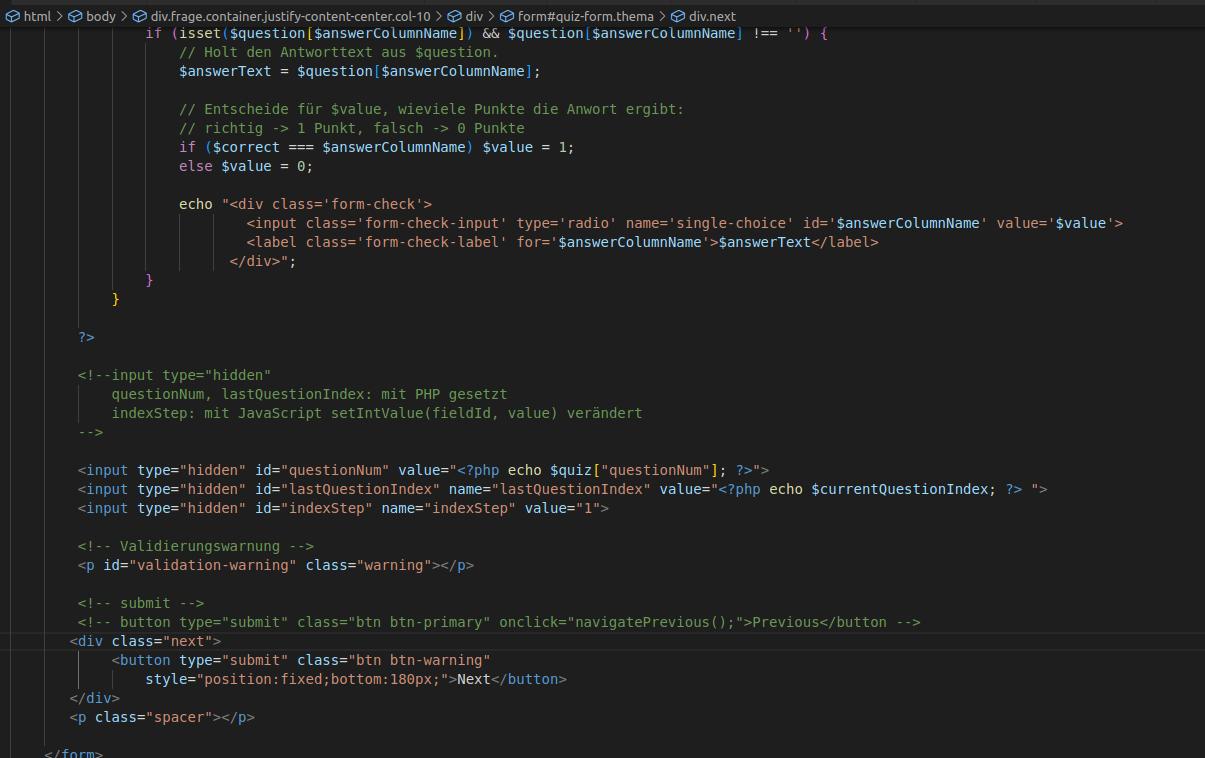 html > body > div.frage.container.justify-content-center.col-10 > div > form#quiz-form.thema > div.next
if (isset($question[$answerColumnName]) && $question[$answerColumnName] !== '') {
// Holt den Antworttext aus $question.
$answerText = $question[$answerColumnName];
// Entscheide für $value, wieviele Punkte die Anwort ergibt:
// richtig -> 1 Punkt, falsch -> 0 Punkte
if ($correct === $answerColumnName) $value = 1;
else $value = 0;
echo "<div class='form-check'>
<input class='form-check-input' type='radio' name='single-choice' id='$answerColumnName' value='$value'>
<label class='form-check-label' for='$answerColumnName'>$answerText</label>
</div>";
}
}
?>
<!--input type="hidden"
questionNum, lastQuestionIndex: mit PHP gesetzt
indexStep: mit JavaScript setIntValue(fieldId, value) verändert
-->
<input type="hidden" id="questionNum" value="<?php echo $quiz["questionNum"]; ?>">
<input type="hidden" id="lastQuestionIndex" name="lastQuestionIndex" value="<?php echo $currentQuestionIndex; ?> ">
<input type="hidden" id="indexStep" name="indexStep" value="1">
<!-- Validierungswarnung -->
<p id="validation-warning" class="warning"></p>
<!-- submit -->
<!-- button type="submit" class="btn btn-primary" onclick="navigatePrevious();">Previous</button -->
<div class="next">
<button type="submit" class="btn btn-warning"
style="position:fixed;bottom:180px;">Next</button>
</div>
<p class="spacer"></p>
</form>